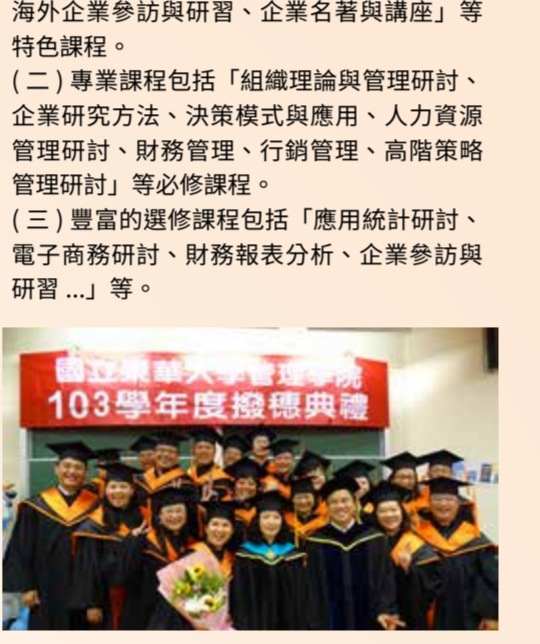 海外企業參訪與研習、企業名著與講座」等
特色課程。
( 二 ) 專業課程包括「組織理論與管理研討、
企業研究方法、決策模式與應用、人力資源
管理研討、財務管理、行銷管理、高階策略
管理研討」等必修課程。
( 三 ) 豐富的選修課程包括「應用統計研討、
電子商務研討、財務報表分析、企業參訪與
研習 ...」等。
國立東華大學管理學院
103學年度撥穗典禮